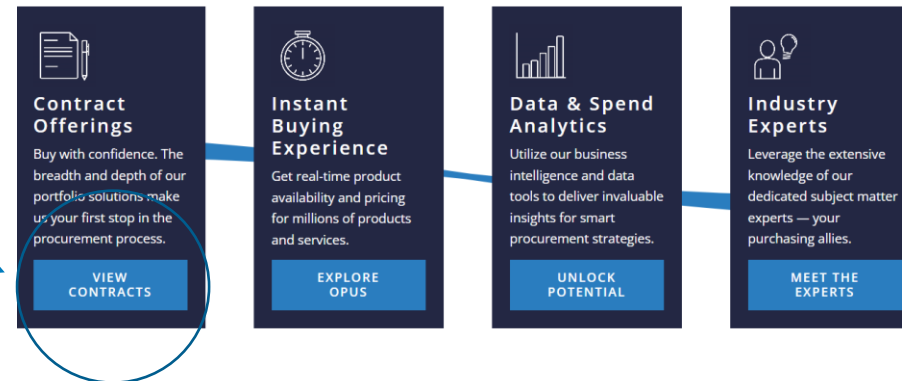 Contract
Offerings
Buy with confidence. The
breadth and depth of our
portfolio solutions make
us your first stop in the
procurement process.
VIEW
CONTRACTS
Instant
Buying
Experience
Get real-time product
availability and pricing
for millions of products
and services.
EXPLORE
OPUS
Data & Spend
Analytics
Utilize our business
intelligence and data
tools to deliver invaluable
insights for smart
procurement strategies.
UNLOCK
POTENTIAL
Industry
Experts
Leverage the extensive
knowledge of our
dedicated subject matter
experts — your
purchasing allies.
MEET THE
EXPERTS